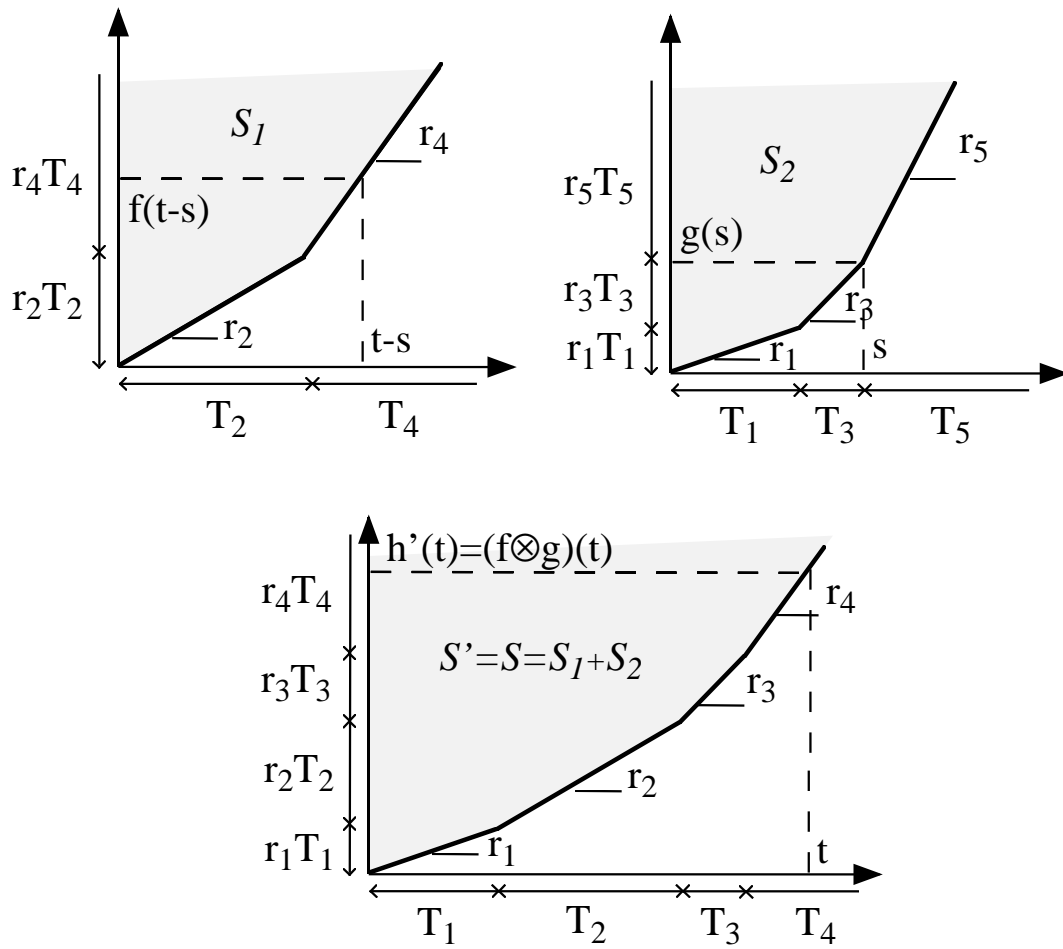 S1
r4
r4T4
f(t-s)
r2T2
r2
t-s
T2
T4
S2
r5
r5T5
g(s)
r3T3
r3
r1T1
r1
s
T1
T3
T5
h'(t)=(f⊗g)(t)
r4T4
r4
S'=S=S1+S2
r3T3
r3
r2T2
r2
r1T1
r1
t
T1
T2
T3
T4